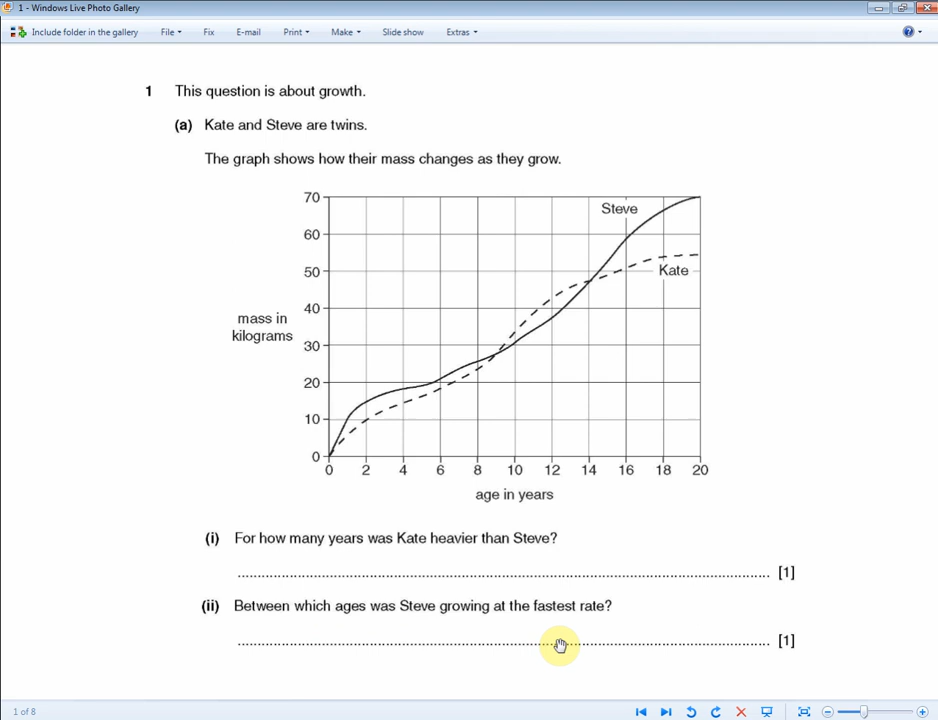 1 - Windows Live Photo Gallery
Include folder in the gallery File Fix E-mail Print Make Slide show Extras
1 This question is about growth.
(a) Kate and Steve are twins.
The graph shows how their mass changes as they grow.
70
60
50
40
30
20
10
0
mass in
kilograms
Steve
Kate
0 2 4 6 8 10 12 14 16 18 20
age in years
(i) For how many years was Kate heavier than Steve?
[1]
(ii) Between which ages was Steve growing at the fastest rate?
[1]
1 of 8